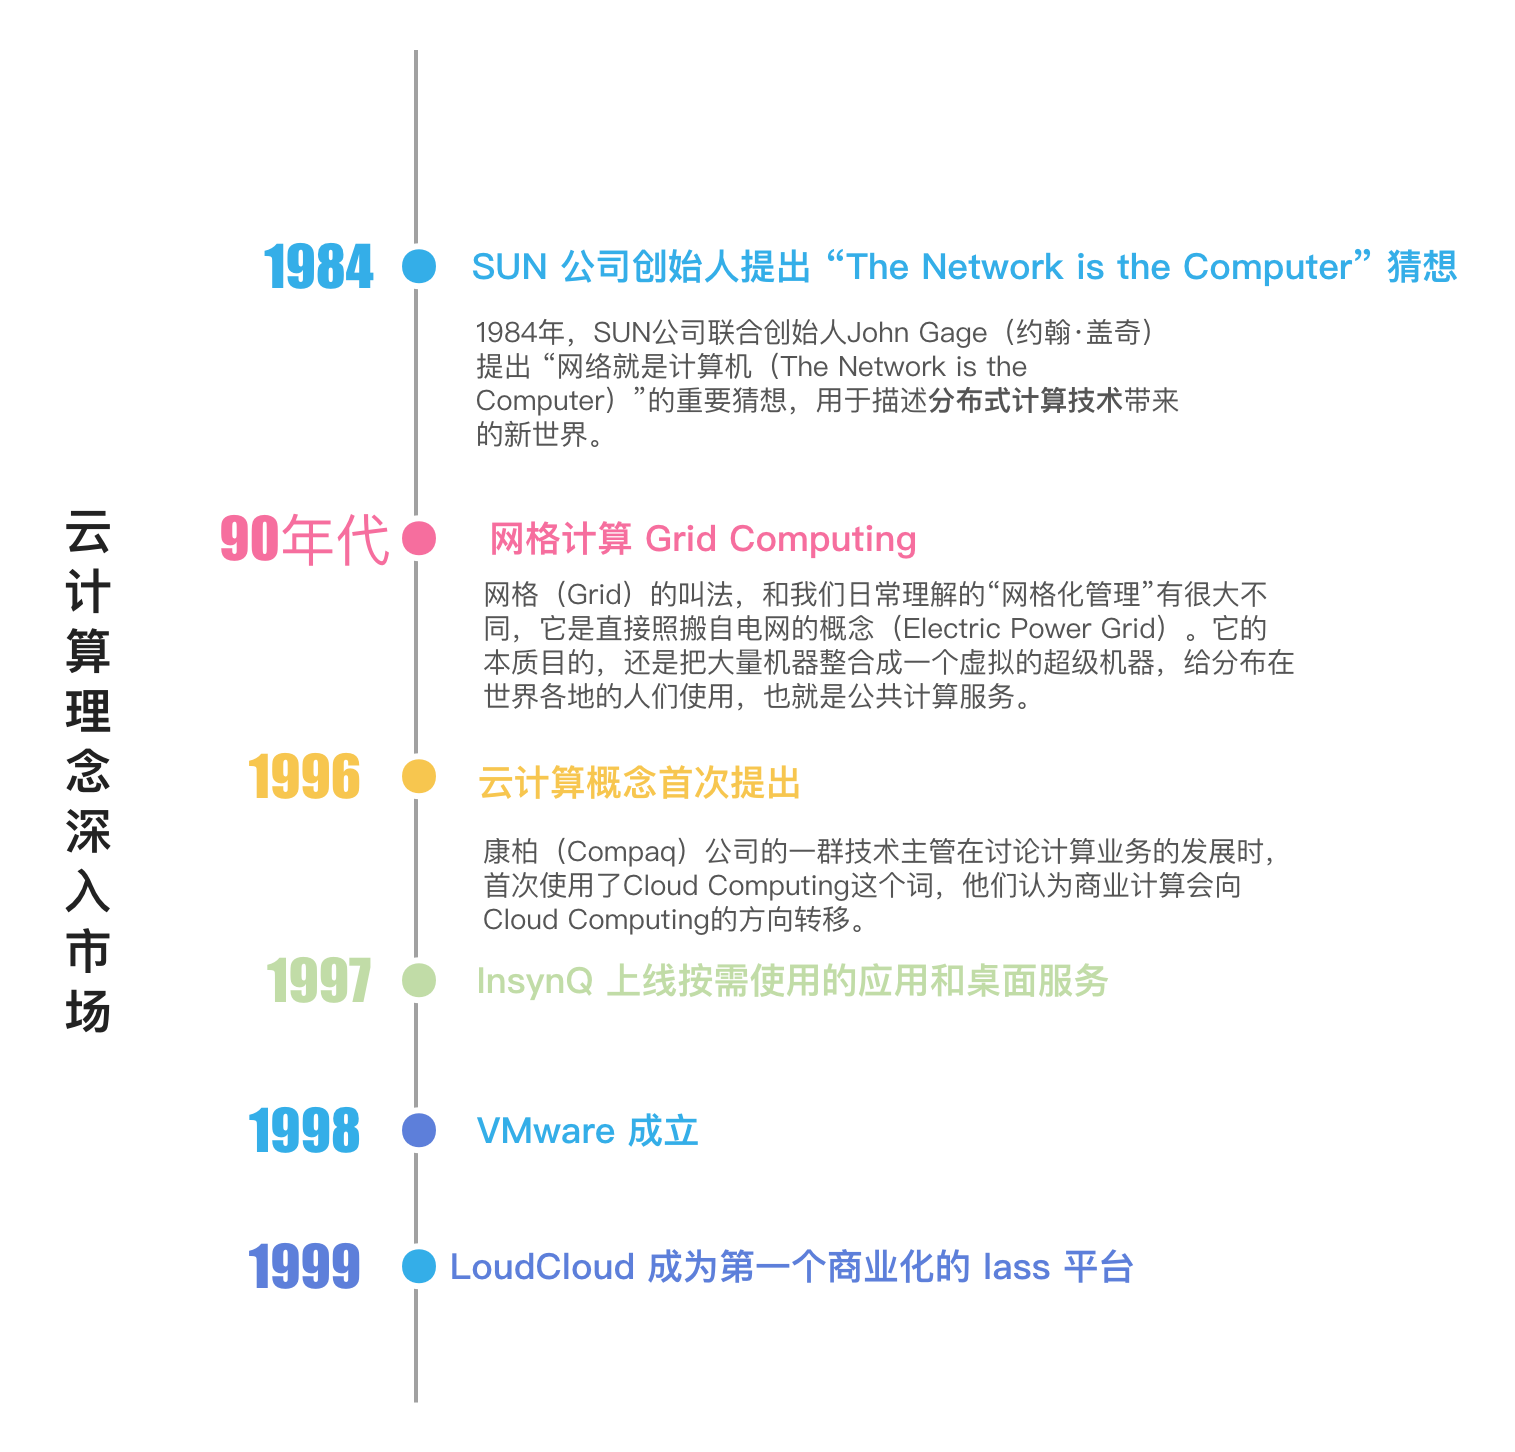 云计算理念深入市场
1984
SUN 公司创始人提出 “The Network is the Computer” 猜想
1984年，SUN公司联合创始人John Gage（约翰·盖奇）
提出 “网络就是计算机（The Network is the
Computer）”的重要猜想，用于描述分布式计算技术带来
的新世界。
90年代
网格计算 Grid Computing
网格（Grid）的叫法，和我们日常理解的“网格化管理”有很大不
同，它是直接照搬自电网的概念（Electric Power Grid）。它的
本质目的，还是把大量机器整合成一个虚拟的超级机器，给分布在
世界各地的人们使用，也就是公共计算服务。
1996
云计算概念首次提出
康柏（Compaq）公司的一群技术主管在讨论计算业务的发展时，
首次使用了Cloud Computing这个词，他们认为商业计算会向
Cloud Computing的方向转移。
1997
InsynQ 上线按需使用的应用和桌面服务
1998
VMware 成立
1999
LoudCloud 成为第一个商业化的 Iass 平台